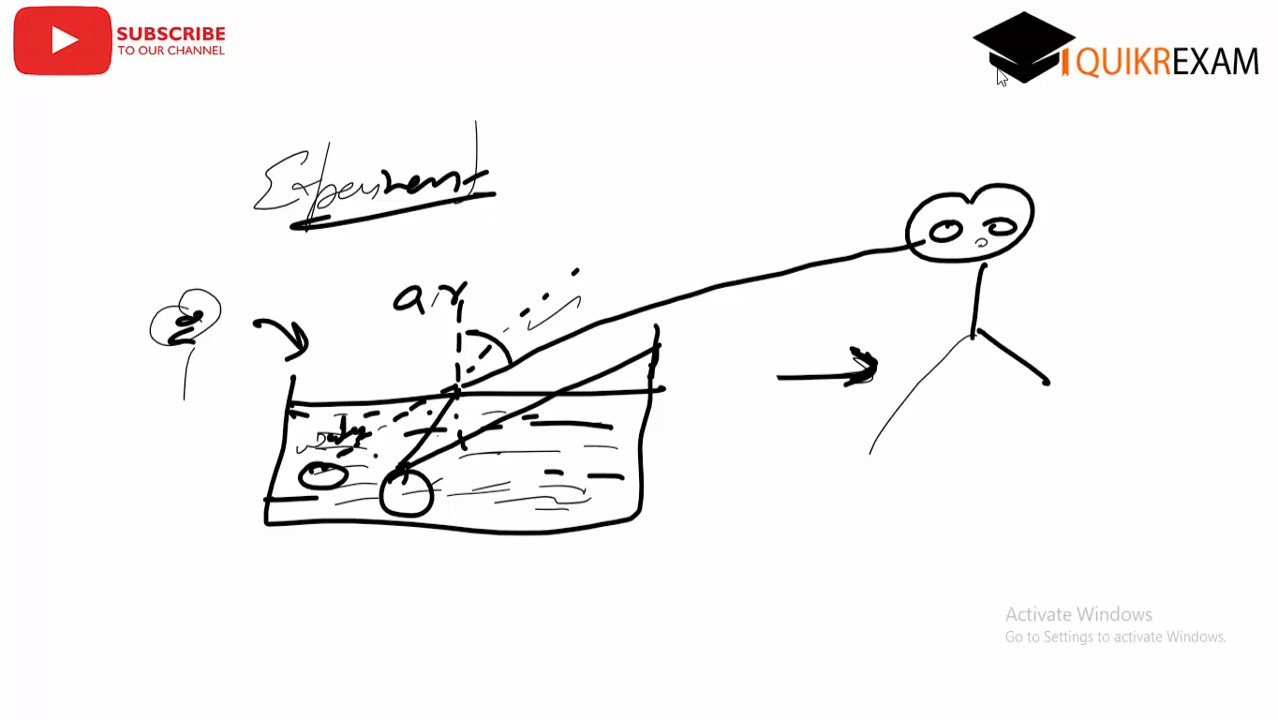 SUBSCRIBE
TO OUR CHANNEL
QUIKREXAM
Experiment
air
Activate Windows
Go to Settings to activate Windows.